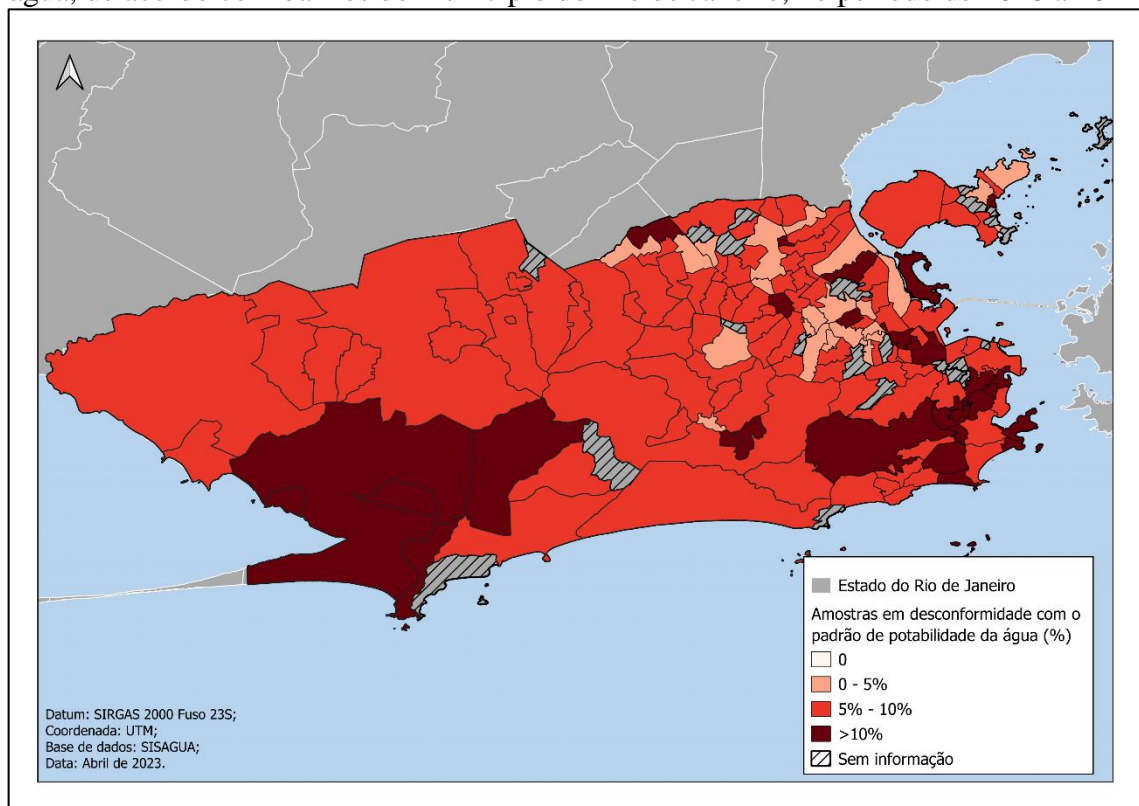 Estado do Rio de Janeiro
Amostras em desconformidade com o
padrão de potabilidade da água (%)
0
0 - 5%
5% - 10%
>10%
Sem informação
Datum: SIRGAS 2000 Fuso 23S;
Coordenada: UTM;
Base de dados: SISAGUA;
Data: Abril de 2023.